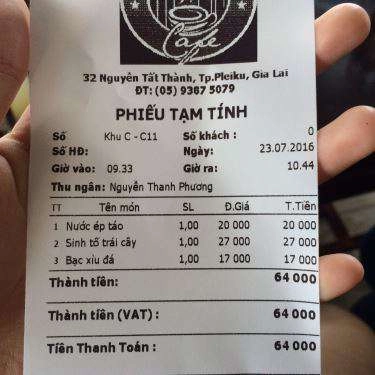 Cafe
32 Nguyễn Tất Thành, Tp.Pleiku, Gia Lai
ĐT: (05) 9367 5079
PHIẾU TẠM TÍNH
Số Khu C - C11 Số khách : 0
Số HĐ: Ngày: 23.07.2016
Giờ vào: 09.33 Giờ ra: 10.44
Thu ngân: Nguyễn Thanh Phương
TT Tên món SL Đ.Giá T.Tiền
1 Nước ép táo 1,00 20 000 20 000
2 Sinh tố trái cây 1,00 27 000 27 000
3 Bạc xỉu đá 1,00 17 000 17 000
Thành tiền: 64 000
Thành tiền (VAT) : 64 000
Tiền Thanh Toán : 64 000